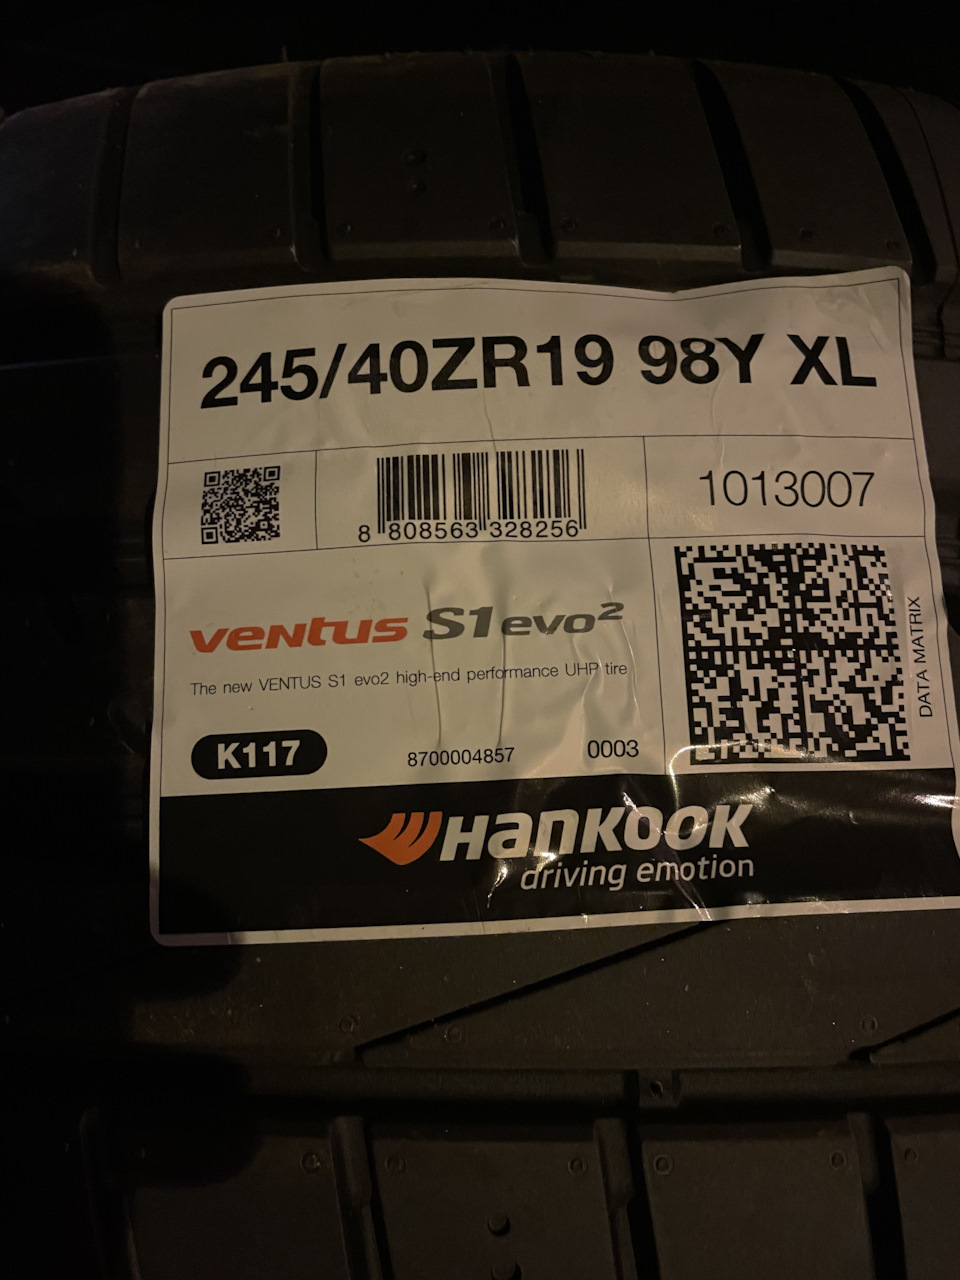 245/40ZR19 98Y XL
8 808563 328256
1013007
ventus S1 evo²
The new VENTUS S1 evo2 high-end performance UHP tire
DATA MATRIX
K117
8700004857
0003
Hankook
driving emotion